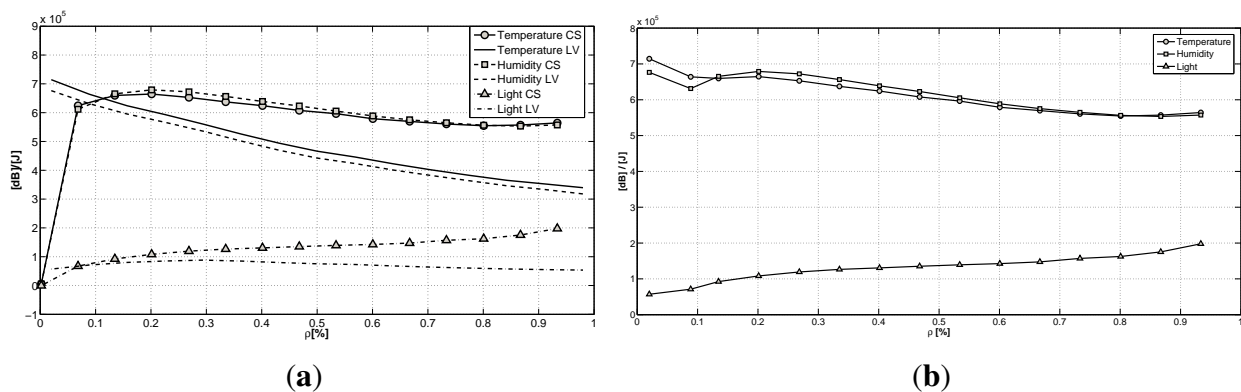 x 10⁵
9
8
7
6
5
4
3
2
1
0
−1
[dB]/[J]
0 0.1 0.2 0.3 0.4 0.5 0.6 0.7 0.8 0.9 1
ρ[%]
Temperature CS
Temperature LV
Humidity CS
Humidity LV
Light CS
Light LV
(a)
x 10⁵
8
7
6
5
4
3
2
1
0
[dB] / [J]
0 0.1 0.2 0.3 0.4 0.5 0.6 0.7 0.8 0.9 1
ρ [%]
Temperature
Humidity
Light
(b)